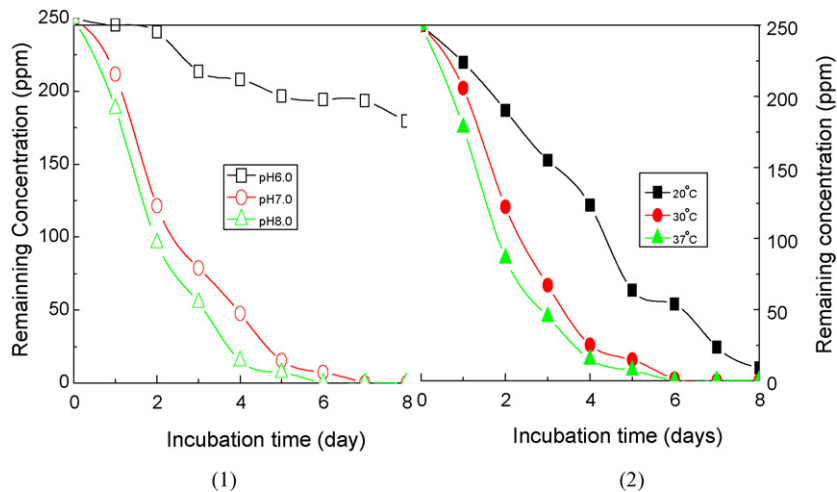 Remainning Concentration (ppm)
250
200
150
100
50
0
pH6.0
pH7.0
pH8.0
0 2 4 6 8
Incubation time (day)
(1)
20°C
30°C
37°C
0 2 4 6 8
Incubation time (days)
(2)
250
200
150
100
50
0
Remaining concentration (ppm)